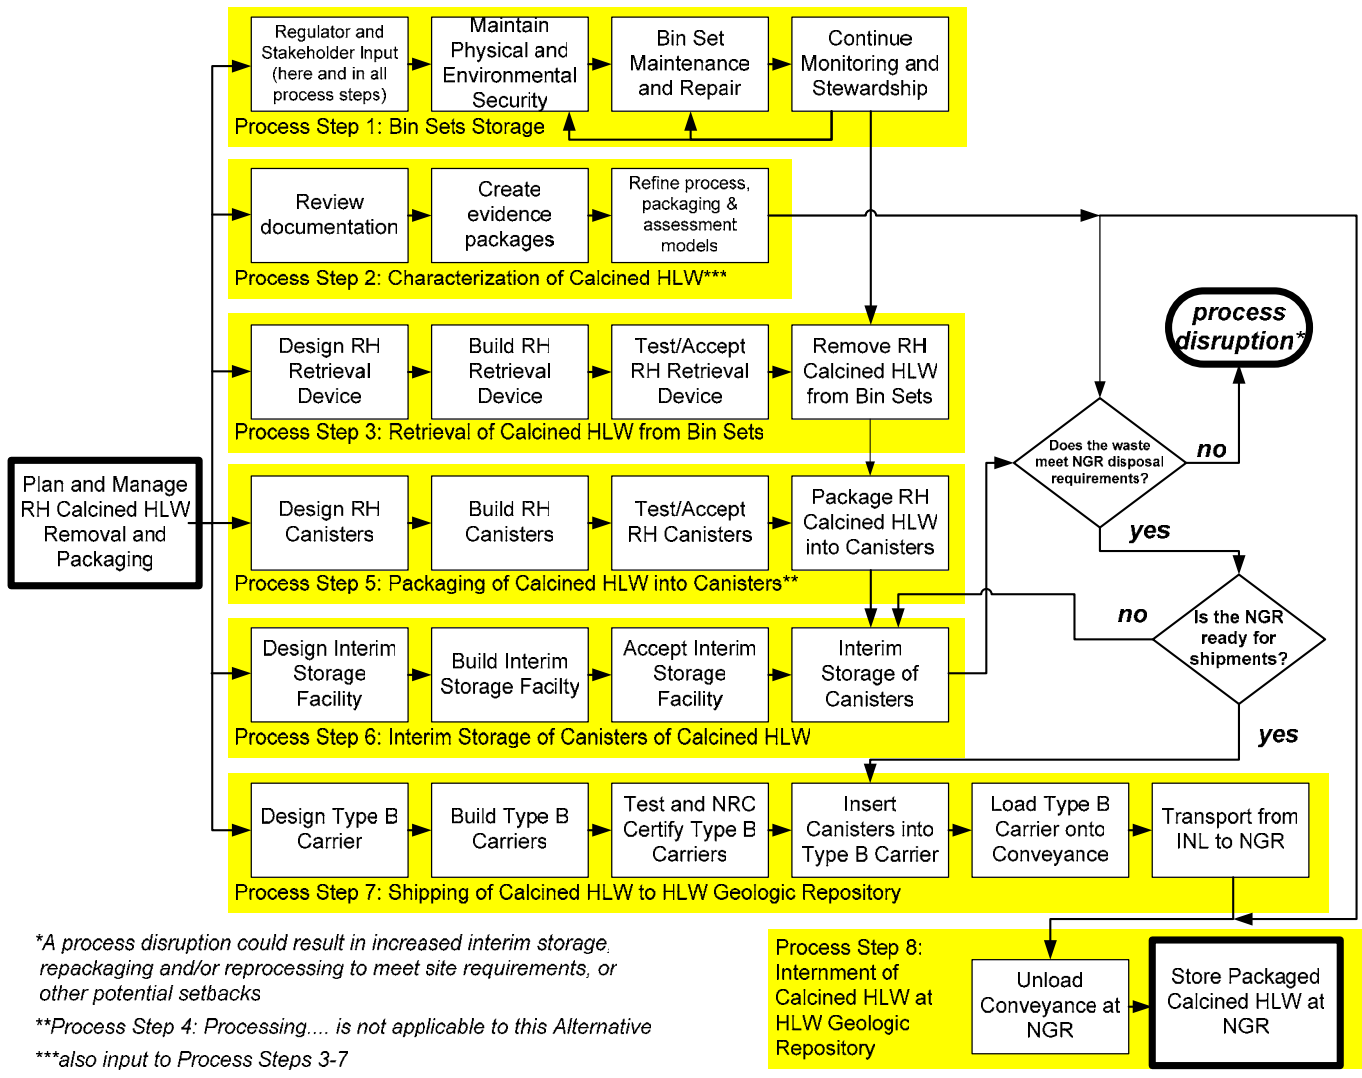 Regulator and
Stakeholder Input
(here and in all
process steps)
Maintain
Physical and
Environmental
Security
Bin Set
Maintenance
and Repair
Continue
Monitoring and
Stewardship
Process Step 1: Bin Sets Storage
Review
documentation
Create
evidence
packages
Refine process,
packaging &
assessment
models
Process Step 2: Characterization of Calcined HLW***
process
disruption*
Design RH
Retrieval
Device
Build RH
Retrieval
Device
Test/Accept
RH Retrieval
Device
Remove RH
Calcined HLW
from Bin Sets
Process Step 3: Retrieval of Calcined HLW from Bin Sets
Does the waste
meet NGR disposal
requirements?
no
yes
Plan and Manage
RH Calcined HLW
Removal and
Packaging
Design RH
Canisters
Build RH
Canisters
Test/Accept
RH Canisters
Package RH
Calcined HLW
into Canisters
Process Step 5: Packaging of Calcined HLW into Canisters**
no
Is the NGR
ready for
shipments?
yes
Design Interim
Storage
Facility
Build Interim
Storage Facilty
Accept Interim
Storage
Facility
Interim
Storage of
Canisters
Process Step 6: Interim Storage of Canisters of Calcined HLW
Design Type B
Carrier
Build Type B
Carriers
Test and NRC
Certify Type B
Carriers
Insert
Canisters into
Type B Carrier
Load Type B
Carrier onto
Conveyance
Transport from
INL to NGR
Process Step 7: Shipping of Calcined HLW to HLW Geologic Repository
Process Step 8:
Internment of
Calcined HLW at
HLW Geologic
Repository
Unload
Conveyance at
NGR
Store Packaged
Calcined HLW at
NGR
*A process disruption could result in increased interim storage,
repackaging and/or reprocessing to meet site requirements, or
other potential setbacks
**Process Step 4: Processing.... is not applicable to this Alternative
***also input to Process Steps 3-7